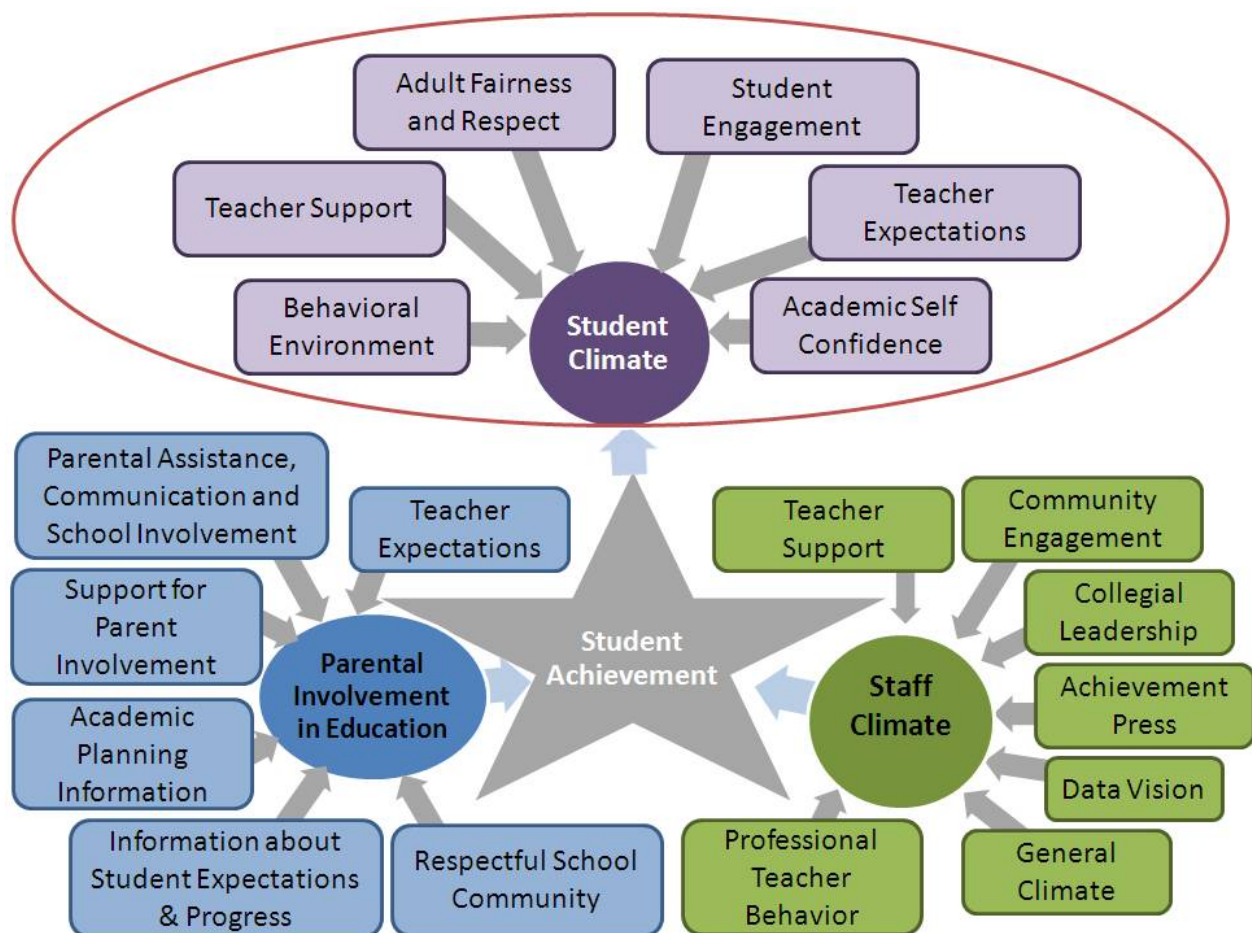 Adult Fairness
and Respect
Student
Engagement
Teacher Support
Teacher
Expectations
Behavioral
Environment
Student
Climate
Academic Self
Confidence
Parental Assistance,
Communication and
School Involvement
Teacher
Expectations
Teacher
Support
Community
Engagement
Support for
Parent
Involvement
Collegial
Leadership
Student
Achievement
Parental
Involvement
in Education
Staff
Climate
Achievement
Press
Academic
Planning
Information
Data Vision
Information about
Student Expectations
& Progress
Respectful School
Community
Professional
Teacher
Behavior
General
Climate